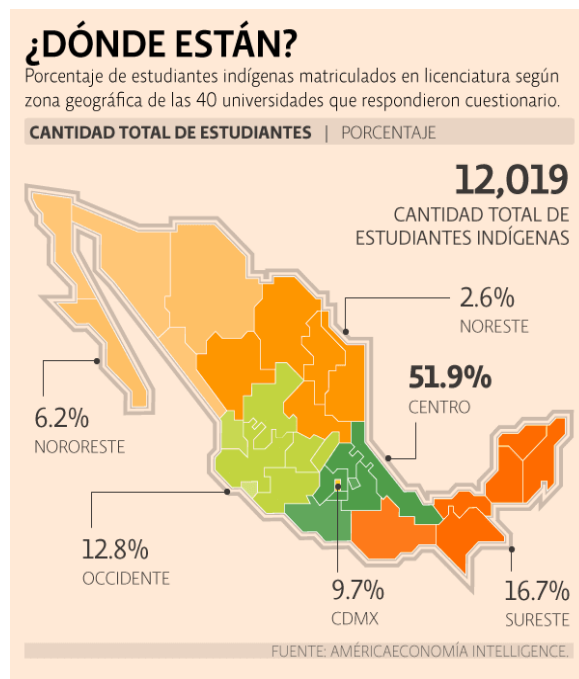 ¿DÓNDE ESTÁN?
Porcentaje de estudiantes indígenas matriculados en licenciatura según
zona geográfica de las 40 universidades que respondieron cuestionario.
CANTIDAD TOTAL DE ESTUDIANTES | PORCENTAJE
12,019
CANTIDAD TOTAL DE
ESTUDIANTES INDÍGENAS
2.6%
NORESTE
51.9%
CENTRO
6.2%
NORORESTE
12.8%
OCCIDENTE
9.7%
CDMX
16.7%
SURESTE
FUENTE: AMÉRICAECONOMÍA INTELLIGENCE.